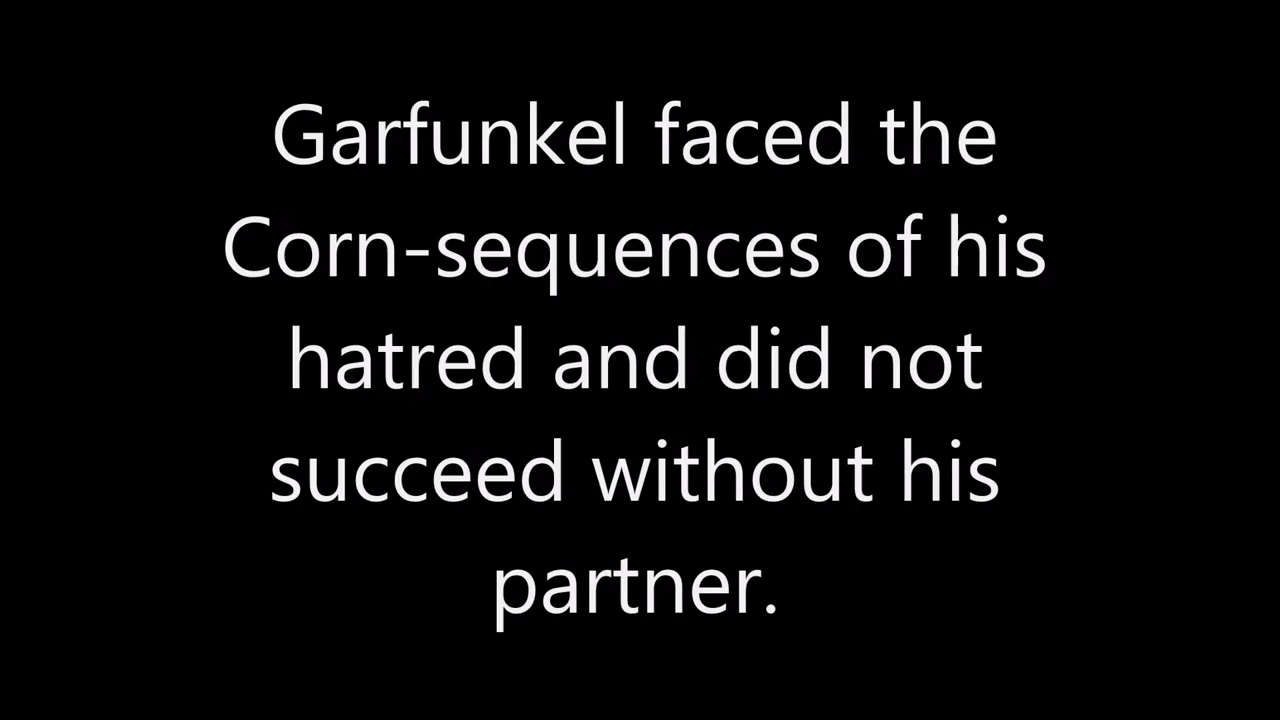 Garfunkel faced the
Corn-sequences of his
hatred and did not
succeed without his
partner.